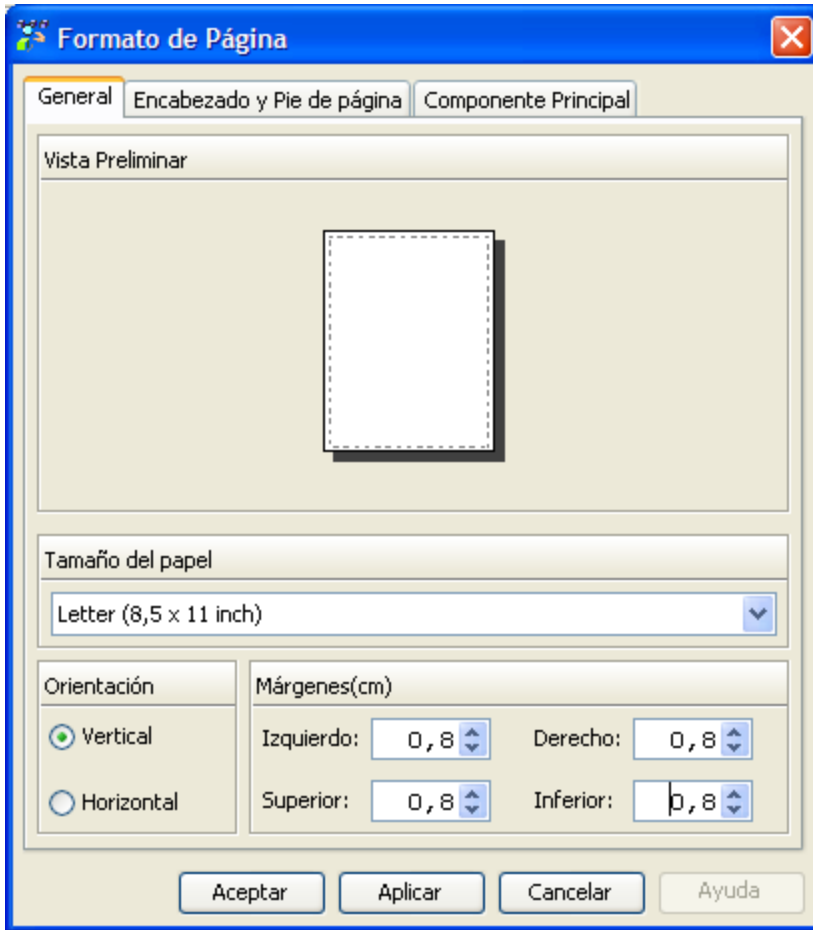 Formato de Página
General Encabezado y Pie de página Componente Principal
Vista Preliminar
Tamaño del papel
Letter (8,5 x 11 inch)
Orientación
Vertical
Horizontal
Márgenes(cm)
Izquierdo: 0,8 Derecho: 0,8
Superior: 0,8 Inferior: 0,8
Aceptar Aplicar Cancelar Ayuda